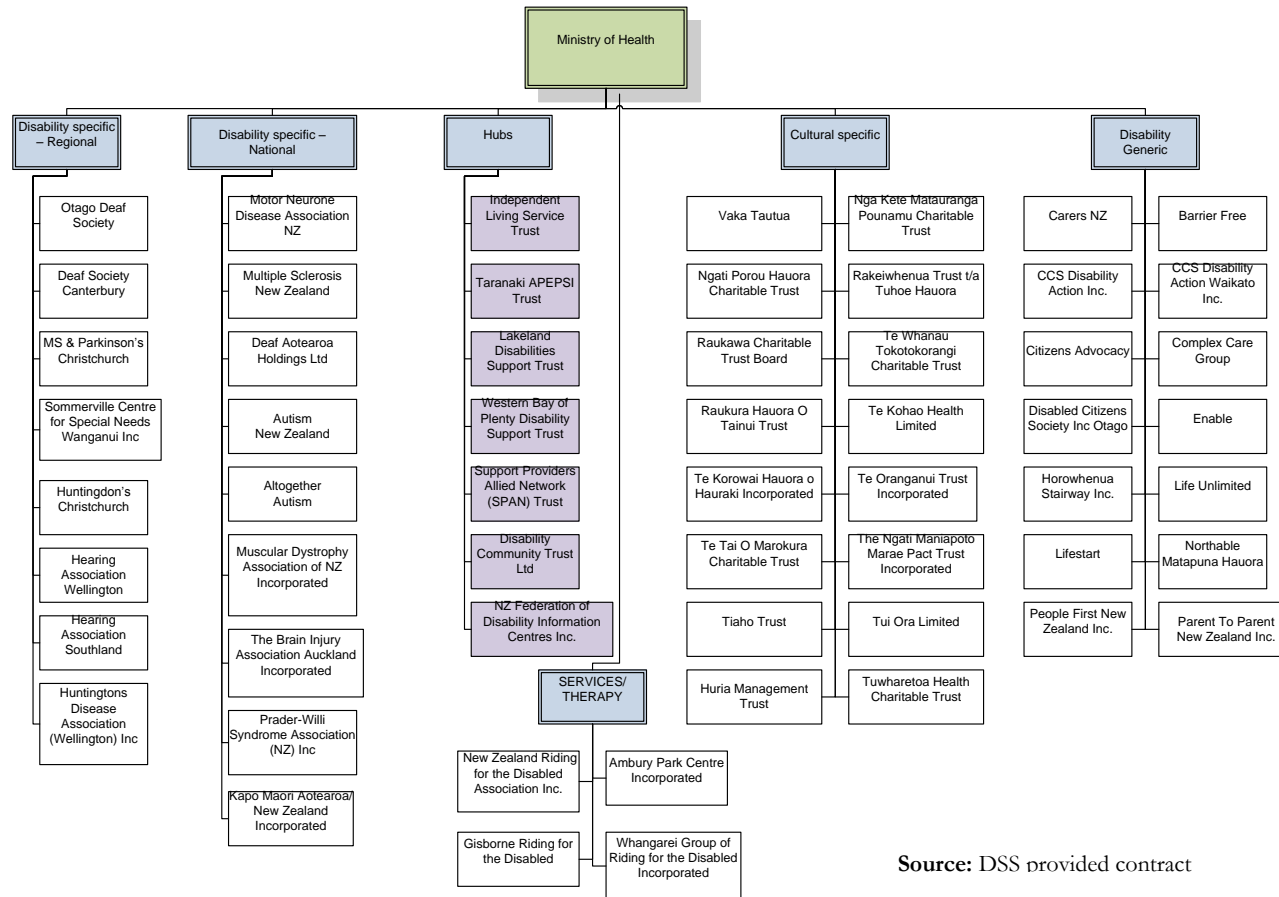 Ministry of Health
Disability specific
– Regional
Disability specific –
National
Hubs
Cultural specific
Disability
Generic
Otago Deaf
Society
Deaf Society
Canterbury
MS & Parkinson's
Christchurch
Sommerville Centre
for Special Needs
Wanganui Inc
Huntingdon's
Christchurch
Hearing
Association
Wellington
Hearing
Association
Southland
Huntingtons
Disease
Association
(Wellington) Inc
Motor Neurone
Disease Association
NZ
Multiple Sclerosis
New Zealand
Deaf Aotearoa
Holdings Ltd
Autism
New Zealand
Altogether
Autism
Muscular Dystrophy
Association of NZ
Incorporated
The Brain Injury
Association Auckland
Incorporated
Prader-Willi
Syndrome Association
(NZ) Inc
Kapo Maori Aotearoa/
New Zealand
Incorporated
Independent
Living Service
Trust
Taranaki APEPSI
Trust
Lakeland
Disabilities
Support Trust
Western Bay of
Plenty Disability
Support Trust
Support Providers
Allied Network
(SPAN) Trust
Disability
Community Trust
Ltd
NZ Federation of
Disability Information
Centres Inc.
SERVICES/
THERAPY
New Zealand Riding
for the Disabled
Association Inc.
Ambury Park Centre
Incorporated
Gisborne Riding for
the Disabled
Whangarei Group of
Riding for the Disabled
Incorporated
Vaka Tautua
Nga Kete Matauranga
Pounamu Charitable
Trust
Ngati Porou Hauora
Charitable Trust
Rakeiwhenua Trust t/a
Tuhoe Hauora
Raukawa Charitable
Trust Board
Te Whanau
Tokotokorangi
Charitable Trust
Raukura Hauora O
Tainui Trust
Te Kohao Health
Limited
Te Korowai Hauora o
Hauraki Incorporated
Te Oranganui Trust
Incorporated
Te Tai O Marokura
Charitable Trust
The Ngati Maniapoto
Marae Pact Trust
Incorporated
Tiaho Trust
Tui Ora Limited
Huria Management
Trust
Tuwharetoa Health
Charitable Trust
Carers NZ
Barrier Free
CCS Disability
Action Inc.
CCS Disability
Action Waikato
Inc.
Citizens Advocacy
Complex Care
Group
Disabled Citizens
Society Inc Otago
Enable
Horowhenua
Stairway Inc.
Life Unlimited
Lifestart
Northable
Matapuna Hauora
People First New
Zealand Inc.
Parent To Parent
New Zealand Inc.
Source: DSS provided contract